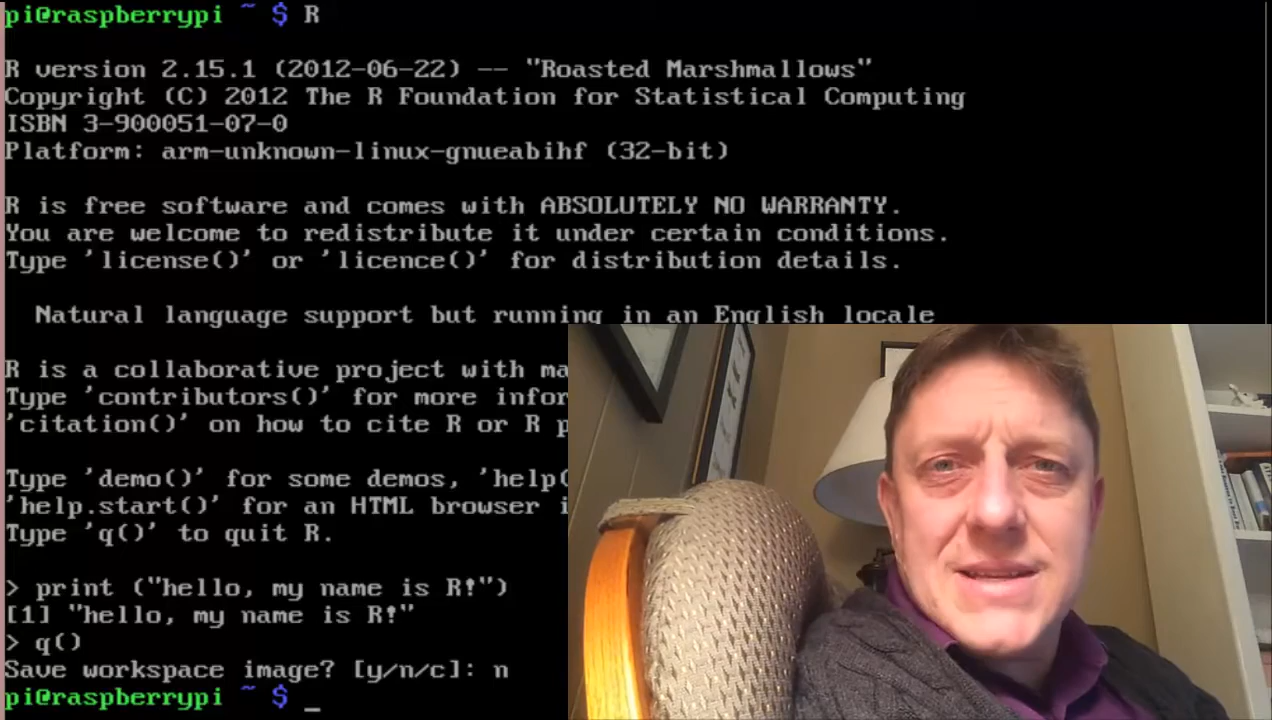 pi@raspberrypi ~ $ R
R version 2.15.1 (2012-06-22) -- "Roasted Marshmallows"
Copyright (C) 2012 The R Foundation for Statistical Computing
ISBN 3-900051-07-0
Platform: arm-unknown-linux-gnueabihf (32-bit)
R is free software and comes with ABSOLUTELY NO WARRANTY.
You are welcome to redistribute it under certain conditions.
Type 'license()' or 'licence()' for distribution details.
Natural language support but running in an English locale
R is a collaborative project with ma
Type 'contributors()' for more infor
'citation()' on how to cite R or R p
Type 'demo()' for some demos, 'help(
'help.start()' for an HTML browser i
Type 'q()' to quit R.
> print ("hello, my name is R!")
[1] "hello, my name is R!"
> q()
Save workspace image? [y/n/c]: n
pi@raspberrypi ~ $ _